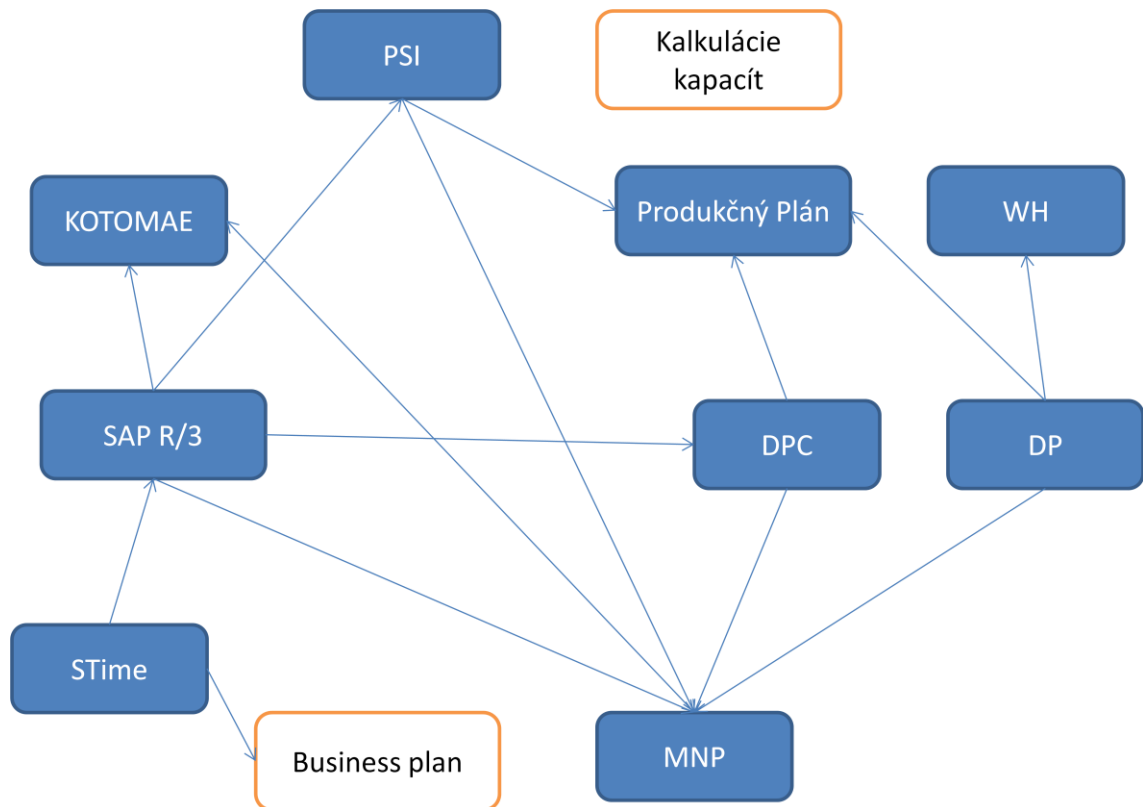 PSI
Kalkulácie
kapacít
KOTOMAE
Produkčný Plán
WH
SAP R/3
DPC
DP
STime
Business plan
MNP